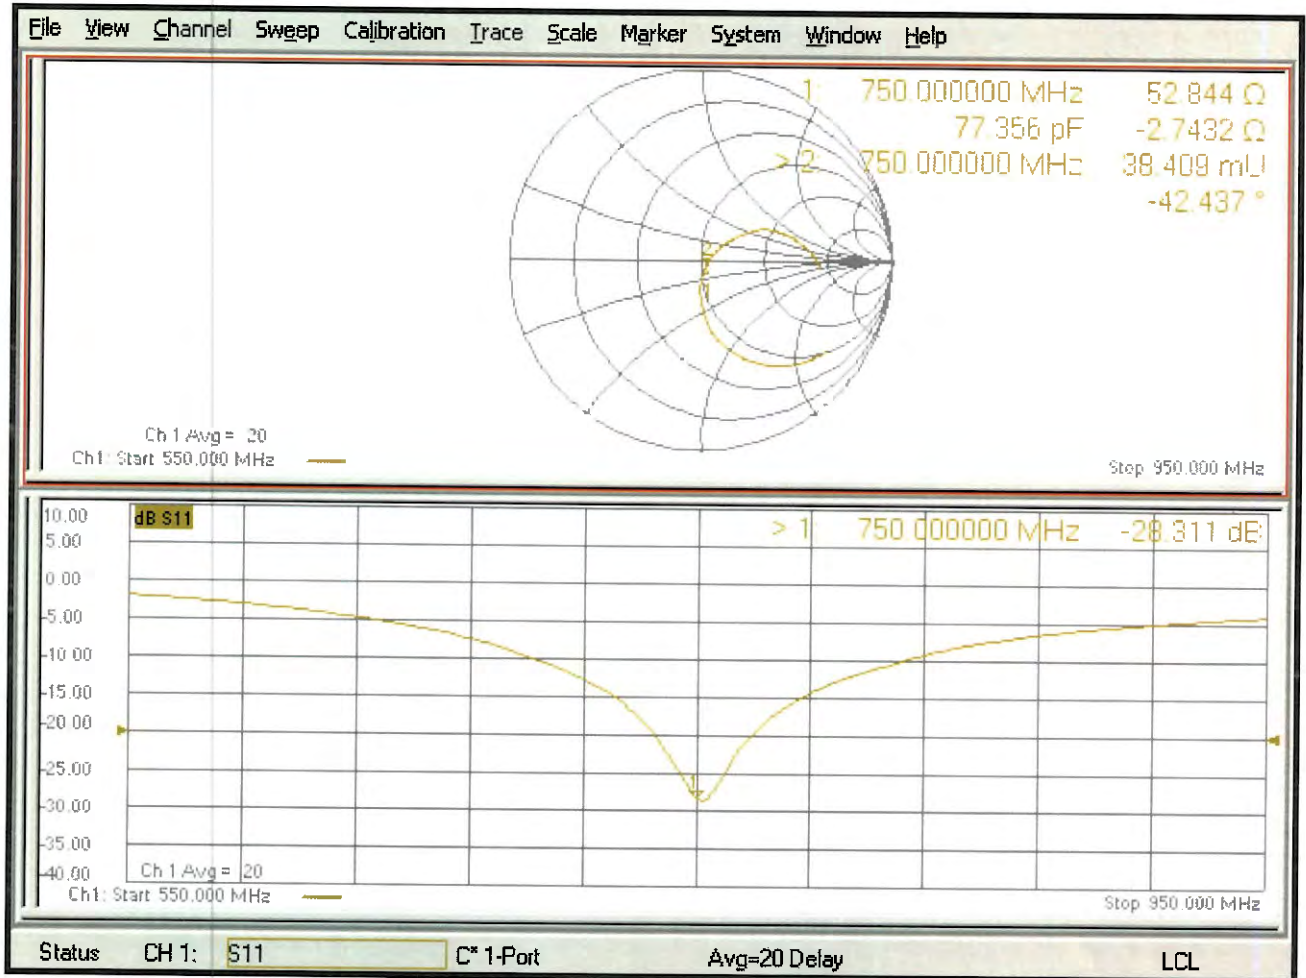 File View Channel Sweep Calibration Trace Scale Marker System Window Help
1: 750.000000 MHz 52.844 Ω
77.356 pF -2.7432 Ω
> 2: 750.000000 MHz 38.409 mU
-42.437 °
2
1
Ch 1 Avg = 20
Ch1: Start 550.000 MHz Stop 950.000 MHz
10.00 dB S11 > 1: 750.000000 MHz -28.311 dB
5.00
0.00
-5.00
-10.00
-15.00
-20.00
-25.00
1
-30.00
-35.00
-40.00 Ch 1 Avg = 20
Ch1: Start 550.000 MHz Stop 950.000 MHz
Status CH 1: S11 C* 1-Port Avg=20 Delay LCL